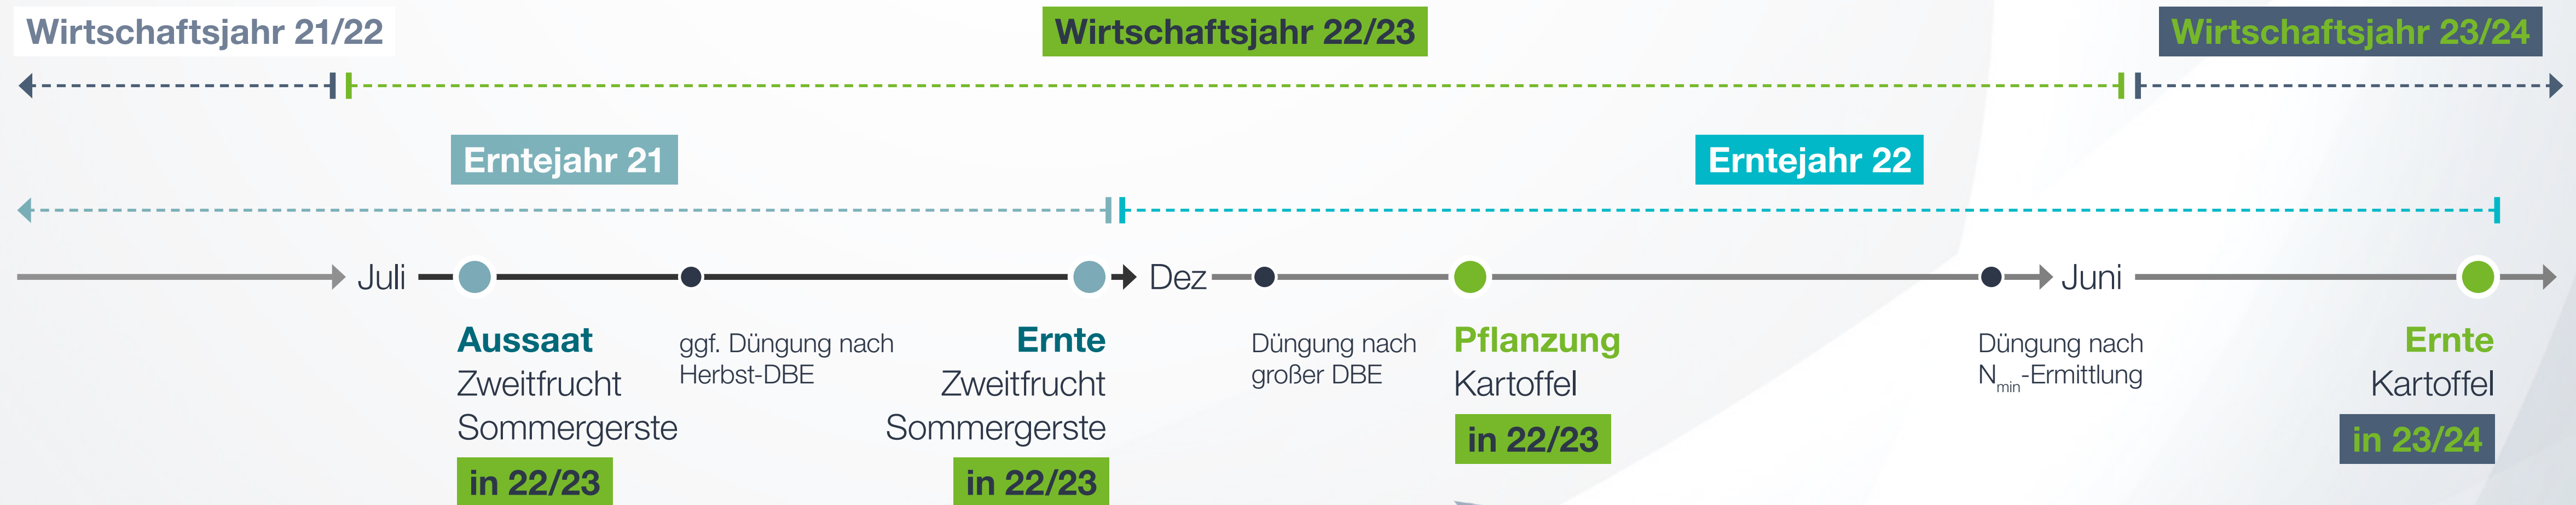 Wirtschaftsjahr 21/22
Wirtschaftsjahr 22/23
Wirtschaftsjahr 23/24
Erntejahr 21
Erntejahr 22
Juli
Dez
Juni
Aussaat
Zweitfrucht
Sommergerste
in 22/23
ggf. Düngung nach
Herbst-DBE
Ernte
Zweitfrucht
Sommergerste
in 22/23
Düngung nach
großer DBE
Pflanzung
Kartoffel
in 22/23
Düngung nach
Nmin-Ermittlung
Ernte
Kartoffel
in 23/24